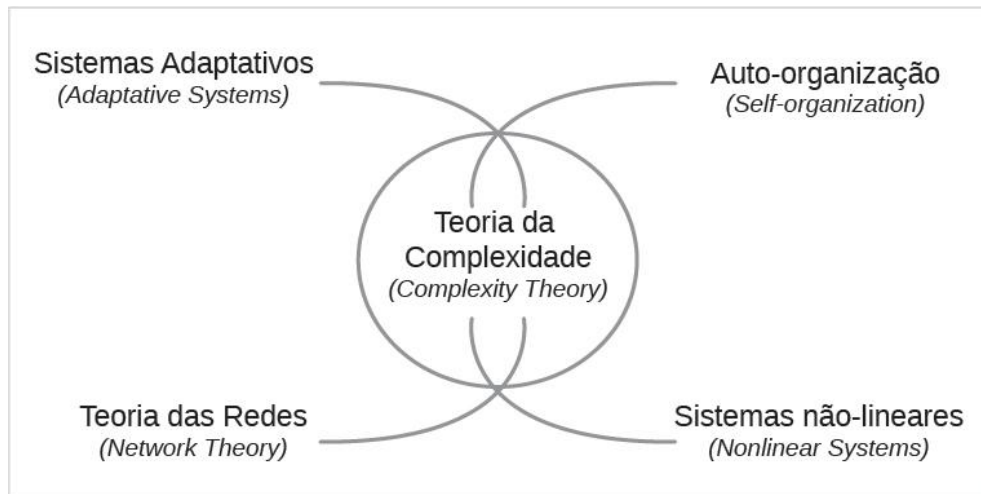 Sistemas Adaptativos
(Adaptative Systems)
Auto-organização
(Self-organization)
Teoria da
Complexidade
(Complexity Theory)
Teoria das Redes
(Network Theory)
Sistemas não-lineares
(Nonlinear Systems)